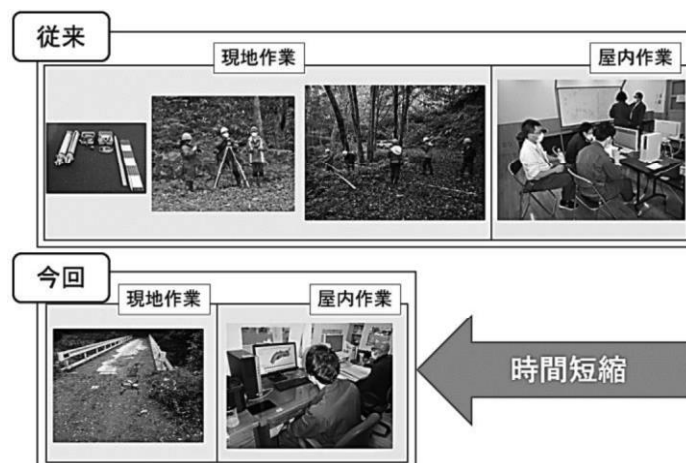 従来
現地作業
屋内作業
今回
現地作業
屋内作業
時間短縮